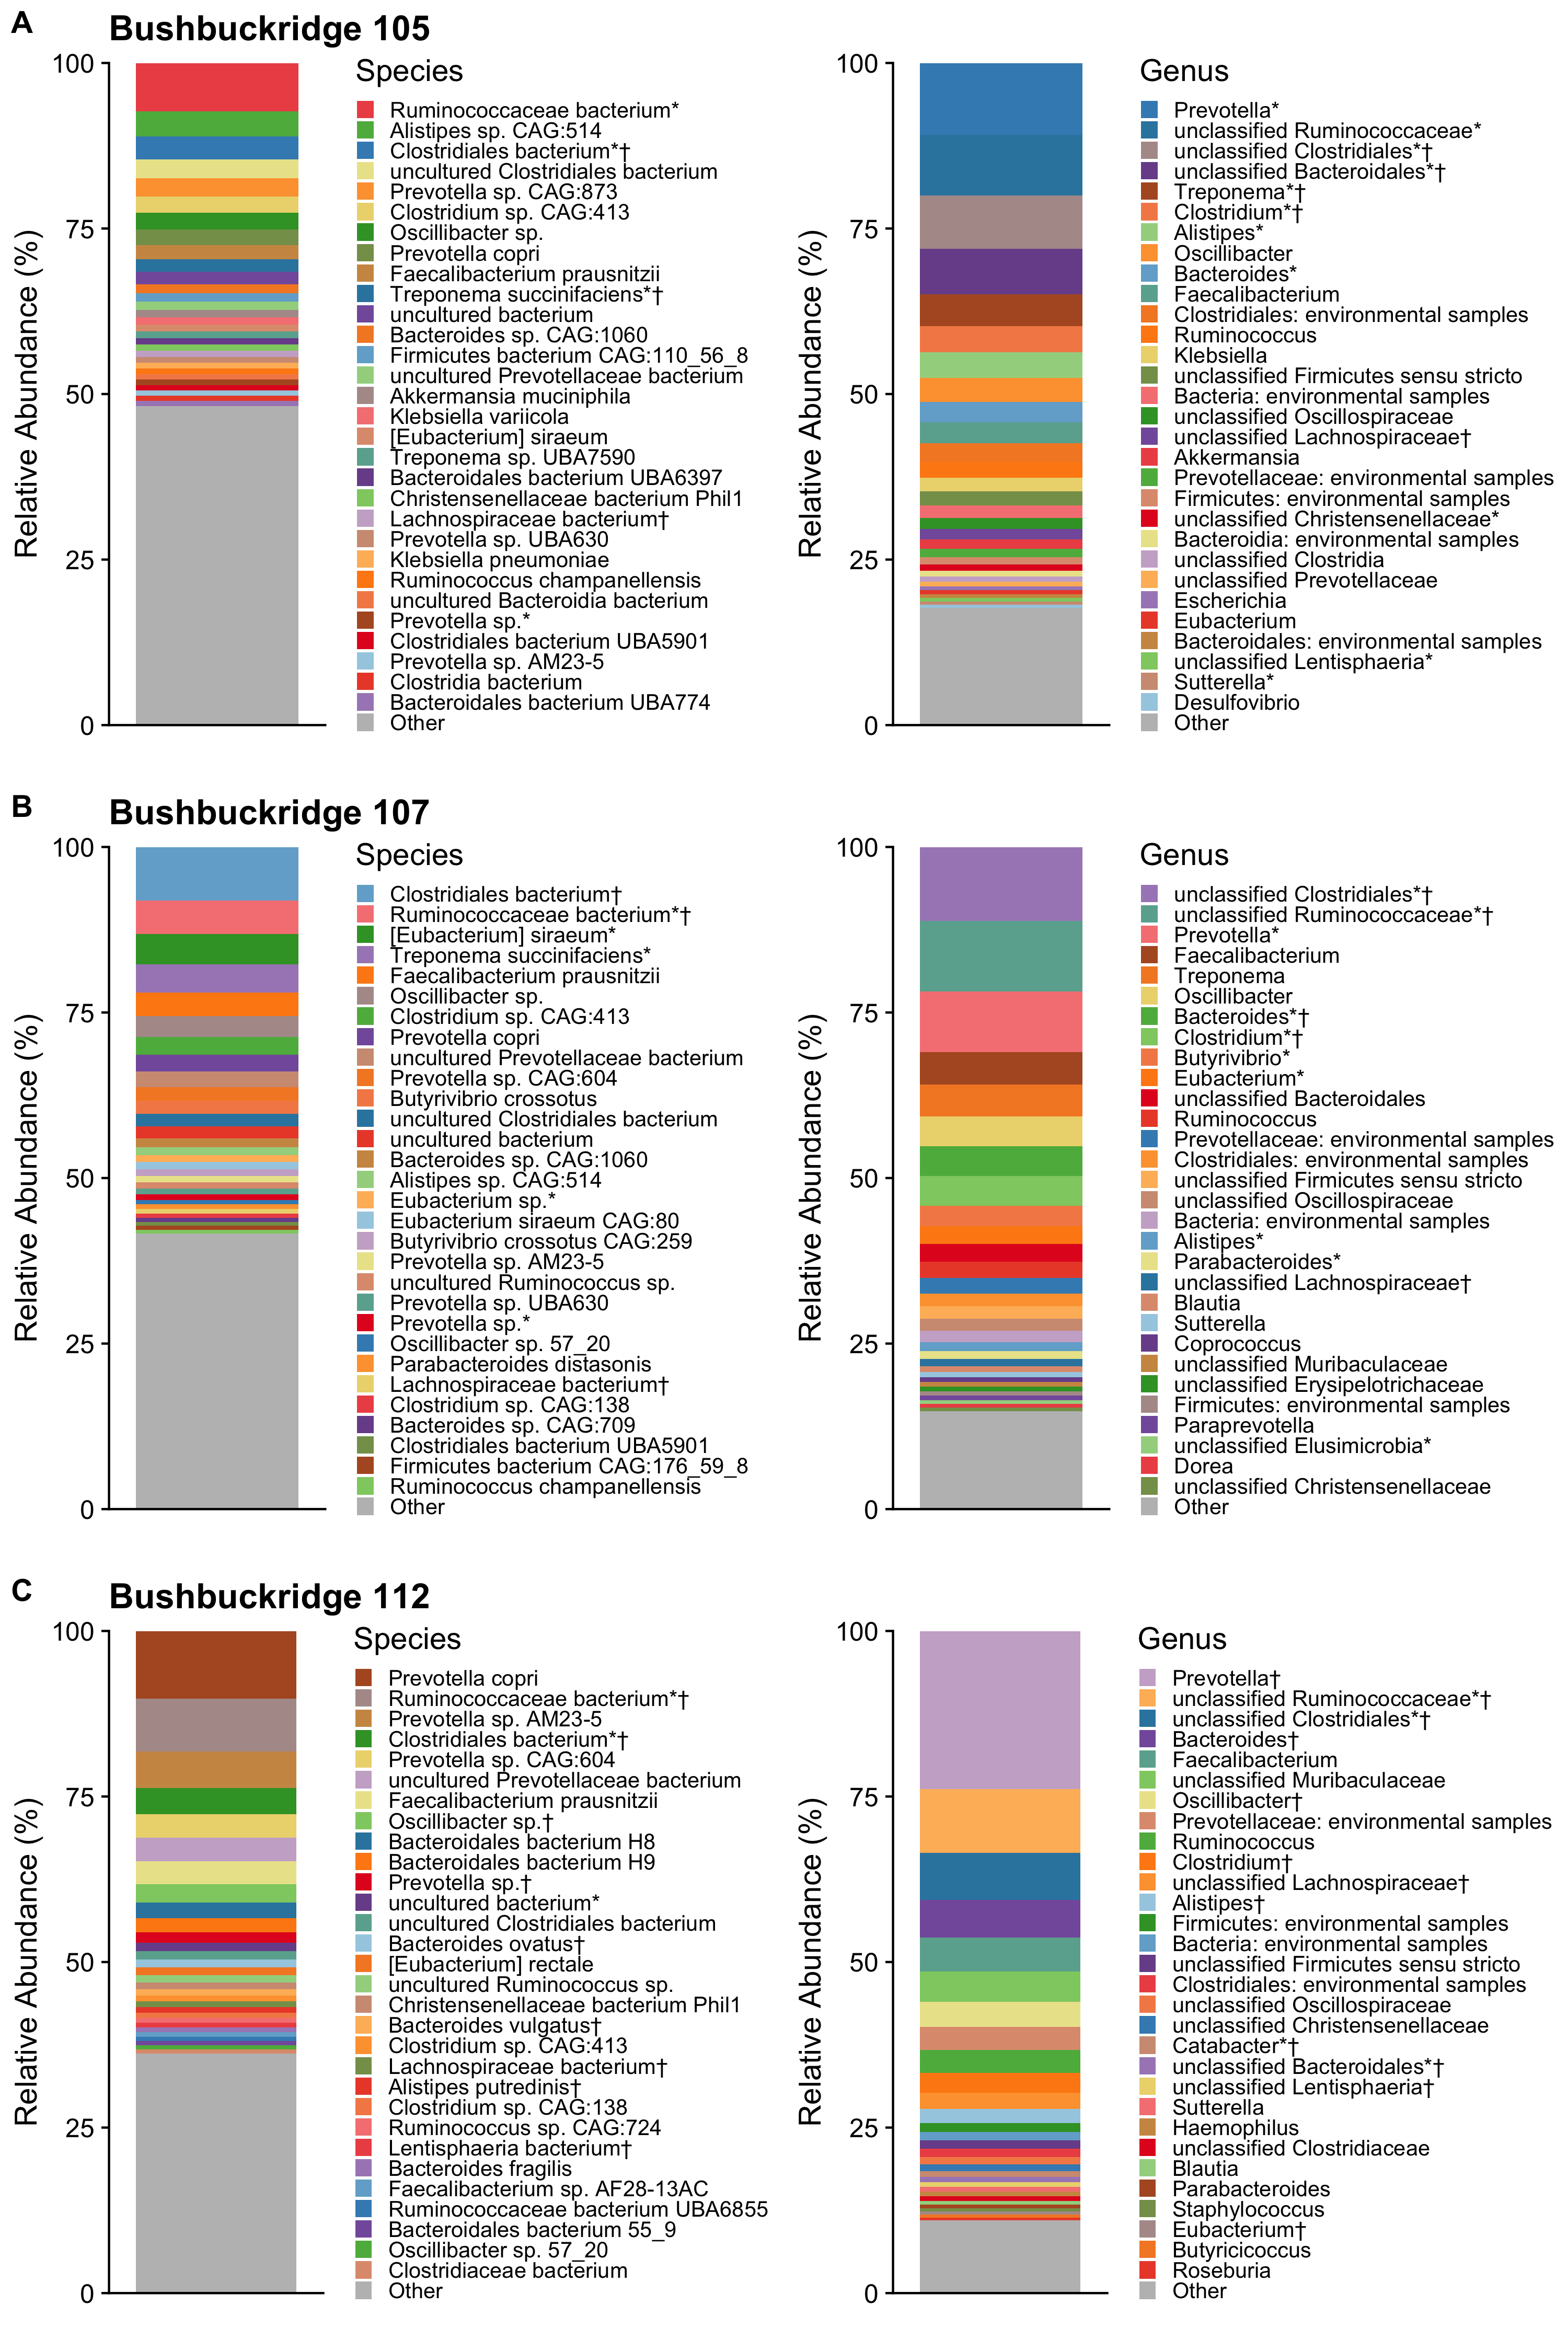 A
Bushbuckridge 105
Relative Abundance (%)
100
75
50
25
0
Species
Ruminococcaceae bacterium*
Alistipes sp. CAG:514
Clostridiales bacterium*†
uncultured Clostridiales bacterium
Prevotella sp. CAG:873
Clostridium sp. CAG:413
Oscillibacter sp.
Prevotella copri
Faecalibacterium prausnitzii
Treponema succinifaciens*†
uncultured bacterium
Bacteroides sp. CAG:1060
Firmicutes bacterium CAG:110_56_8
uncultured Prevotellaceae bacterium
Akkermansia muciniphila
Klebsiella variicola
[Eubacterium] siraeum
Treponema sp. UBA7590
Bacteroidales bacterium UBA6397
Christensenellaceae bacterium Phil1
Lachnospiraceae bacterium†
Prevotella sp. UBA630
Klebsiella pneumoniae
Ruminococcus champanellensis
uncultured Bacteroidia bacterium
Prevotella sp.*
Clostridiales bacterium UBA5901
Prevotella sp. AM23-5
Clostridia bacterium
Bacteroidales bacterium UBA774
Other
Relative Abundance (%)
100
75
50
25
0
Genus
Prevotella*
unclassified Ruminococcaceae*
unclassified Clostridiales*†
unclassified Bacteroidales*†
Treponema*†
Clostridium*†
Alistipes*
Oscillibacter
Bacteroides*
Faecalibacterium
Clostridiales: environmental samples
Ruminococcus
Klebsiella
unclassified Firmicutes sensu stricto
Bacteria: environmental samples
unclassified Oscillospiraceae
unclassified Lachnospiraceae†
Akkermansia
Prevotellaceae: environmental samples
Firmicutes: environmental samples
unclassified Christensenellaceae*
Bacteroidia: environmental samples
unclassified Clostridia
unclassified Prevotellaceae
Escherichia
Eubacterium
Bacteroidales: environmental samples
unclassified Lentisphaeria*
Sutterella*
Desulfovibrio
Other
B
Bushbuckridge 107
Relative Abundance (%)
100
75
50
25
0
Species
Clostridiales bacterium†
Ruminococcaceae bacterium*†
[Eubacterium] siraeum*
Treponema succinifaciens*
Faecalibacterium prausnitzii
Oscillibacter sp.
Clostridium sp. CAG:413
Prevotella copri
uncultured Prevotellaceae bacterium
Prevotella sp. CAG:604
Butyrivibrio crossotus
uncultured Clostridiales bacterium
uncultured bacterium
Bacteroides sp. CAG:1060
Alistipes sp. CAG:514
Eubacterium sp.*
Eubacterium siraeum CAG:80
Butyrivibrio crossotus CAG:259
Prevotella sp. AM23-5
uncultured Ruminococcus sp.
Prevotella sp. UBA630
Prevotella sp.*
Oscillibacter sp. 57_20
Parabacteroides distasonis
Lachnospiraceae bacterium†
Clostridium sp. CAG:138
Bacteroides sp. CAG:709
Clostridiales bacterium UBA5901
Firmicutes bacterium CAG:176_59_8
Ruminococcus champanellensis
Other
Relative Abundance (%)
100
75
50
25
0
Genus
unclassified Clostridiales*†
unclassified Ruminococcaceae*†
Prevotella*
Faecalibacterium
Treponema
Oscillibacter
Bacteroides*†
Clostridium*†
Butyrivibrio*
Eubacterium*
unclassified Bacteroidales
Ruminococcus
Prevotellaceae: environmental samples
Clostridiales: environmental samples
unclassified Firmicutes sensu stricto
unclassified Oscillospiraceae
Bacteria: environmental samples
Alistipes*
Parabacteroides*
unclassified Lachnospiraceae†
Blautia
Sutterella
Coprococcus
unclassified Muribaculaceae
unclassified Erysipelotrichaceae
Firmicutes: environmental samples
Paraprevotella
unclassified Elusimicrobia*
Dorea
unclassified Christensenellaceae
Other
C
Bushbuckridge 112
Relative Abundance (%)
100
75
50
25
0
Species
Prevotella copri
Ruminococcaceae bacterium*†
Prevotella sp. AM23-5
Clostridiales bacterium*†
Prevotella sp. CAG:604
uncultured Prevotellaceae bacterium
Faecalibacterium prausnitzii
Oscillibacter sp.†
Bacteroidales bacterium H8
Bacteroidales bacterium H9
Prevotella sp.†
uncultured bacterium*
uncultured Clostridiales bacterium
Bacteroides ovatus†
[Eubacterium] rectale
uncultured Ruminococcus sp.
Christensenellaceae bacterium Phil1
Bacteroides vulgatus†
Clostridium sp. CAG:413
Lachnospiraceae bacterium†
Alistipes putredinis†
Clostridium sp. CAG:138
Ruminococcus sp. CAG:724
Lentisphaeria bacterium†
Bacteroides fragilis
Faecalibacterium sp. AF28-13AC
Ruminococcaceae bacterium UBA6855
Bacteroidales bacterium 55_9
Oscillibacter sp. 57_20
Clostridiaceae bacterium
Other
Relative Abundance (%)
100
75
50
25
0
Genus
Prevotella†
unclassified Ruminococcaceae*†
unclassified Clostridiales*†
Bacteroides†
Faecalibacterium
unclassified Muribaculaceae
Oscillibacter†
Prevotellaceae: environmental samples
Ruminococcus
Clostridium†
unclassified Lachnospiraceae†
Alistipes†
Firmicutes: environmental samples
Bacteria: environmental samples
unclassified Firmicutes sensu stricto
Clostridiales: environmental samples
unclassified Oscillospiraceae
unclassified Christensenellaceae
Catabacter*†
unclassified Bacteroidales*†
unclassified Lentisphaeria†
Sutterella
Haemophilus
unclassified Clostridiaceae
Blautia
Parabacteroides
Staphylococcus
Eubacterium†
Butyricicoccus
Roseburia
Other